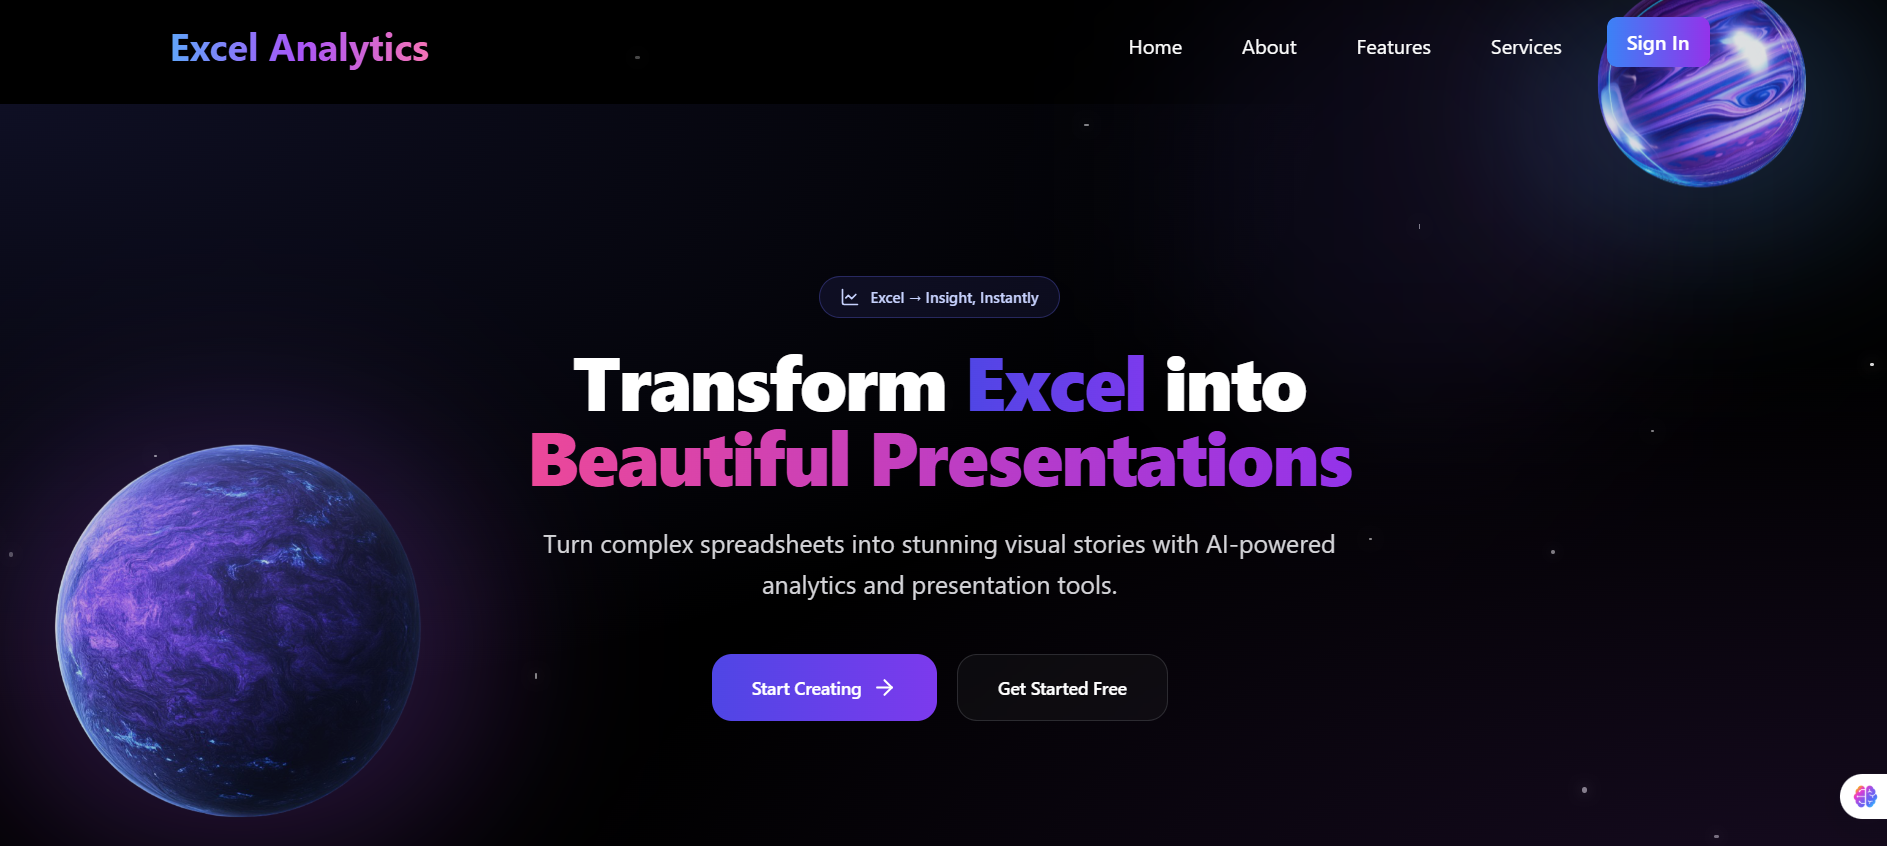 Excel Analytics
Home
About
Features
Services
Sign In
Excel → Insight, Instantly
Transform Excel into
Beautiful Presentations
Turn complex spreadsheets into stunning visual stories with AI-powered
analytics and presentation tools.
Start Creating →
Get Started Free